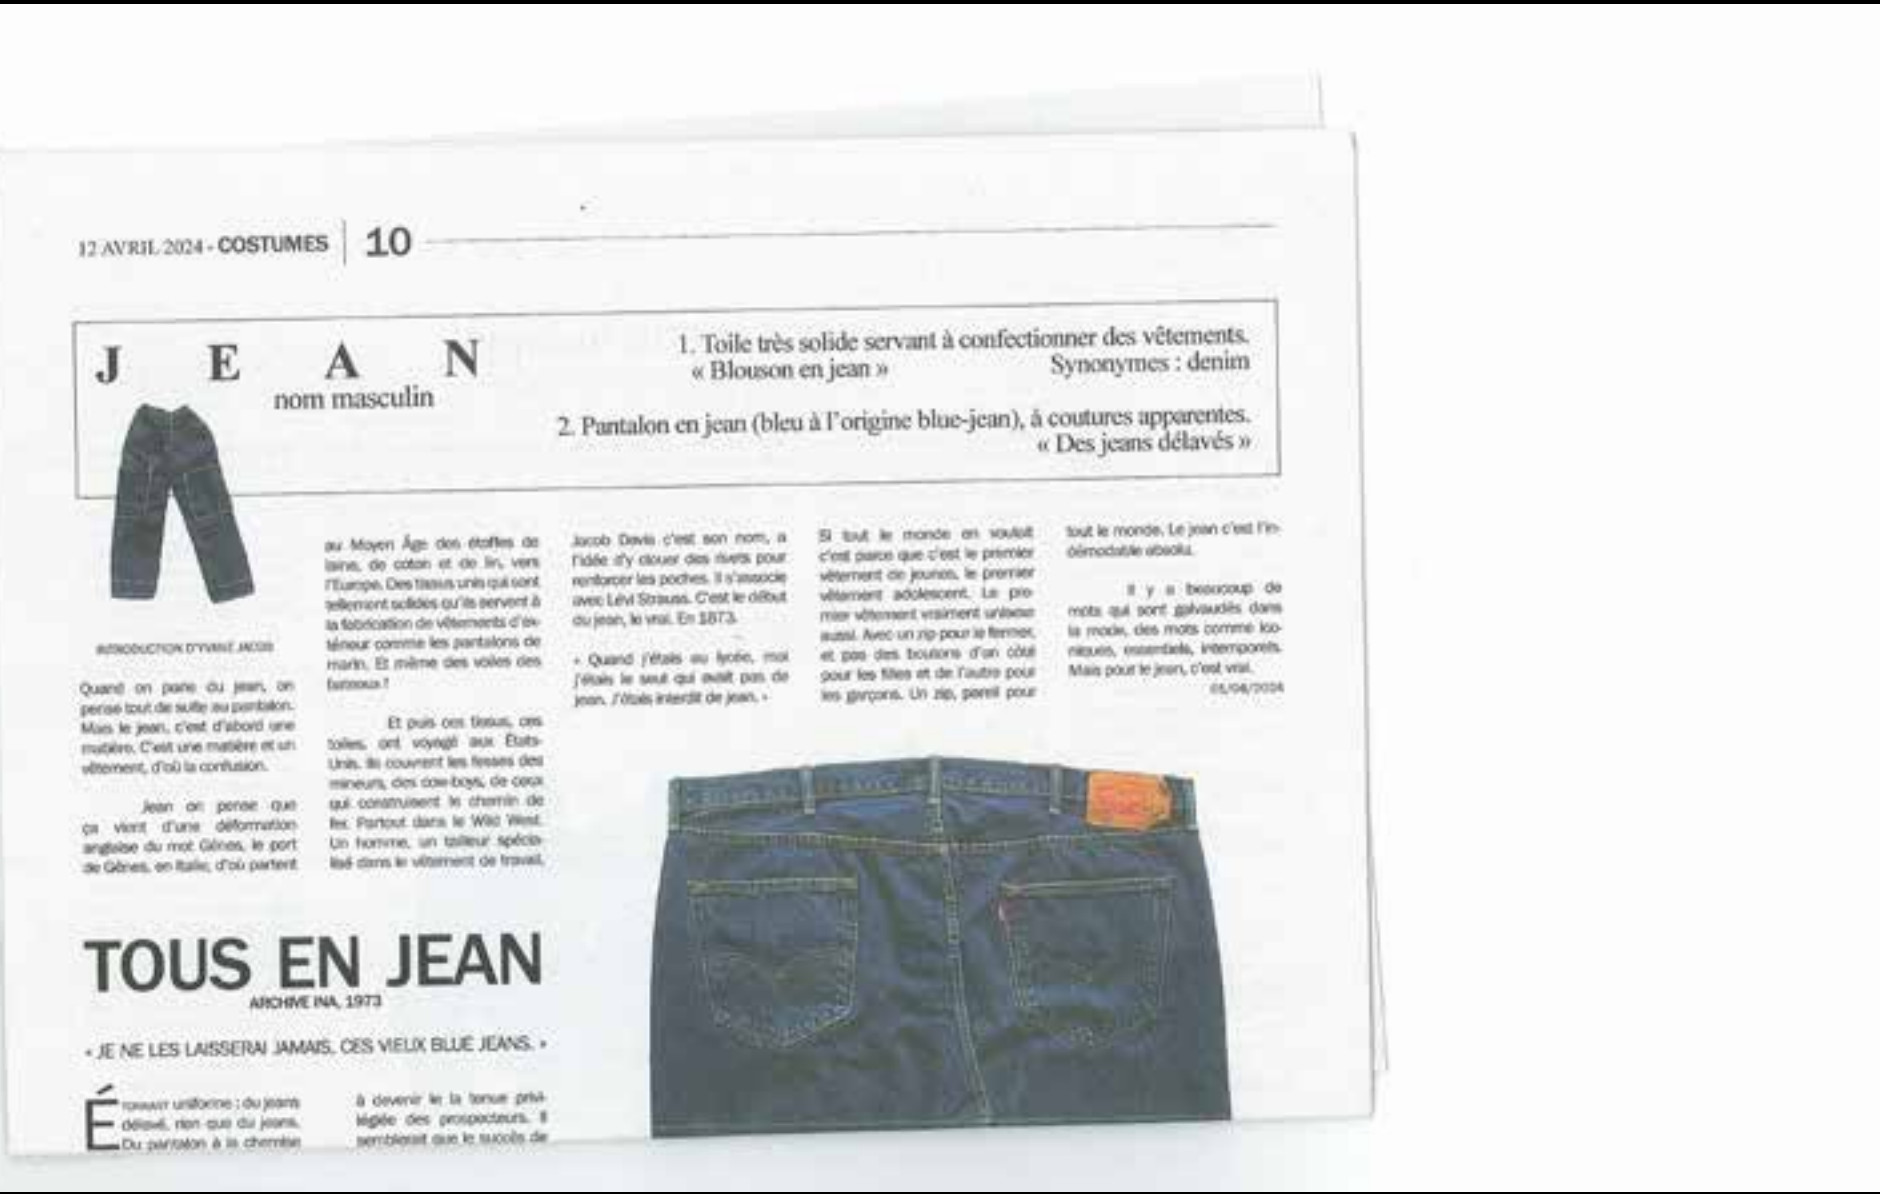 12 AVRIL 2024 - COSTUMES 10
J E A N
nom masculin
1. Toile très solide servant à confectionner des vêtements.
« Blouson en jean » Synonymes : denim
2. Pantalon en jean (bleu à l'origine blue-jean), à coutures apparentes.
« Des jeans délavés »
INTRODUCTION D'YVANE JACOB
Quand on parle du jean, on
pense tout de suite au pantalon.
Mais le jean, c'est d'abord une
matière. C'est une matière et un
vêtement, d'où la confusion.
Jean on pense que
ça vient d'une déformation
anglaise du mot Gênes, le port
de Gênes, en Italie, d'où partent
au Moyen Âge des étoffes de
laine, de coton et de lin, vers
l'Europe. Des tissus unis qui sont
tellement solides qu'ils servent à
la fabrication de vêtements d'ex-
térieur comme les pantalons de
marin. Et même des voiles des
bateaux !
Et puis ces tissus, ces
toiles, ont voyagé aux États-
Unis. Ils couvrent les fesses des
mineurs, des cow-boys, de ceux
qui construisent le chemin de
fer. Partout dans le Wild West.
Un homme, un tailleur spécia-
lisé dans le vêtement de travail,
Jacob Davis c'est son nom, a
l'idée d'y clouer des rivets pour
renforcer les poches. Il s'associe
avec Lévi Strauss. C'est le début
du jean, le vrai. En 1873.
« Quand j'étais au lycée, moi
j'étais le seul qui avait pas de
jean. J'étais interdit de jean. »
Si tout le monde en voulait
c'est parce que c'est le premier
vêtement de jeunes, le premier
vêtement adolescent. Le pre-
mier vêtement vraiment unisexe
aussi. Avec un zip pour le fermer,
et pas des boutons d'un côté
pour les filles et de l'autre pour
les garçons. Un zip, pareil pour
tout le monde. Le jean c'est l'in-
démodable absolu.
Il y a beaucoup de
mots qui sont galvaudés dans
la mode, des mots comme ico-
niques, essentiels, intemporels.
Mais pour le jean, c'est vrai.
TOUS EN JEAN
ARCHIVE INA, 1973
« JE NE LES LAISSERAI JAMAIS, CES VIEUX BLUE JEANS. »
ÉTONNANT uniforme : du jeans
délavé, rien que du jeans.
Du pantalon à la chemise
à devenir le la tenue privi-
légiée des prospecteurs. Il
semblerait que le succès de